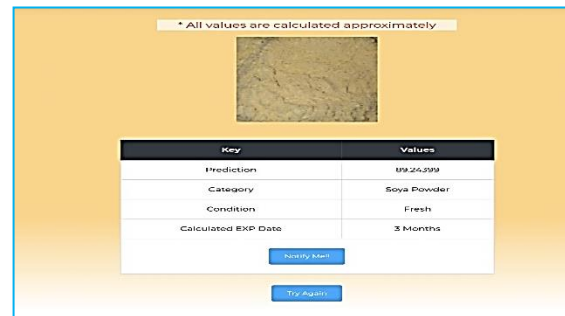 * All values are calculated approximately
Key Values
Prediction 89.24399
Category Soya Powder
Condition Fresh
Calculated EXP Date 3 Months
Notify Me!!
Try Again